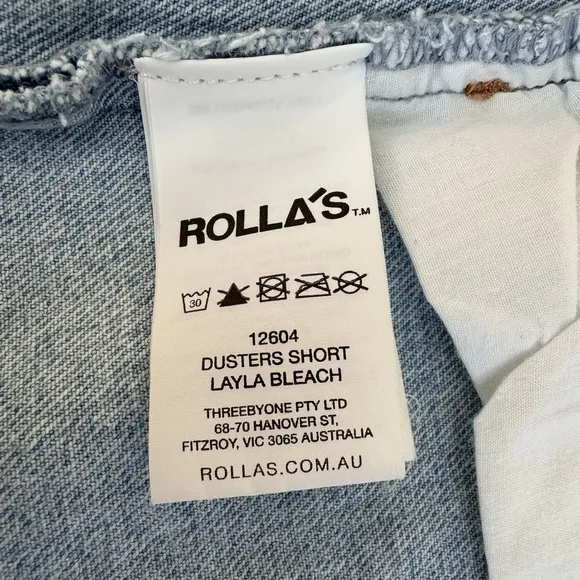 ROLLA'S T.M
30
12604
DUSTERS SHORT
LAYLA BLEACH
THREEBYONE PTY LTD
68-70 HANOVER ST,
FITZROY, VIC 3065 AUSTRALIA
ROLLAS.COM.AU